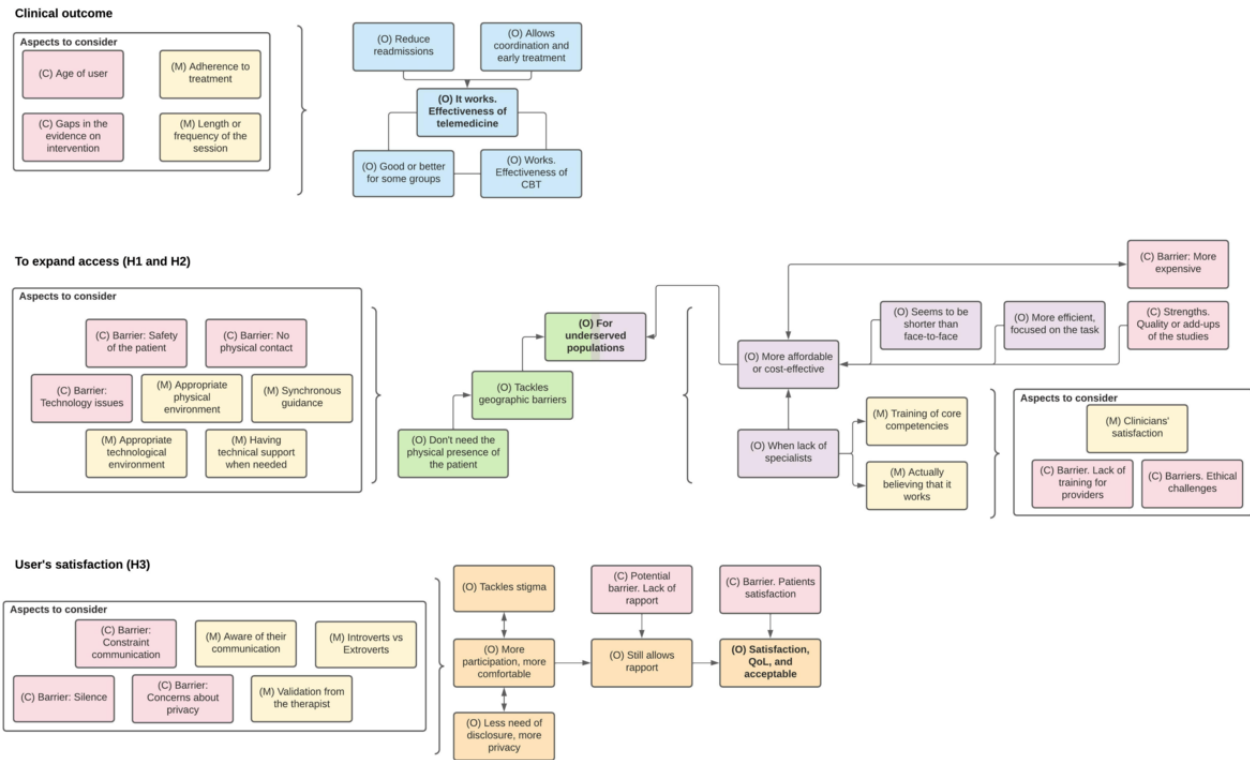 Clinical outcome
Aspects to consider
(C) Age of user
(M) Adherence to
treatment
(C) Gaps in the
evidence on
intervention
(M) Length or
frequency of the
session
(O) Reduce
readmissions
(O) Allows
coordination and
early treatment
(O) It works.
Effectiveness of
telemedicine
(O) Good or better
for some groups
(O) Works.
Effectiveness of
CBT
To expand access (H1 and H2)
Aspects to consider
(C) Barrier: Safety
of the patient
(C) Barrier: No
physical contact
(C) Barrier:
Technology issues
(M) Appropriate
physical
environment
(M) Synchronous
guidance
(M) Appropriate
technological
environment
(M) Having
technical support
when needed
(O) For
underserved
populations
(O) Tackles
geographic barriers
(O) Don't need the
physical presence of
the patient
(C) Barrier: More
expensive
(O) Seems to be
shorter than
face-to-face
(O) More efficient,
focused on the task
(C) Strengths.
Quality or add-ups
of the studies
(O) More affordable
or cost-effective
(O) When lack of
specialists
(M) Training of core
competencies
(M) Actually
believing that it
works
Aspects to consider
(M) Clinicians'
satisfaction
(C) Barrier. Lack of
training for
providers
(C) Barriers. Ethical
challenges
User's satisfaction (H3)
Aspects to consider
(C) Barrier:
Constraint
communication
(M) Aware of their
communication
(M) Introverts vs
Extroverts
(C) Barrier: Silence
(C) Barrier:
Concerns about
privacy
(M) Validation from
the therapist
(O) Tackles stigma
(C) Potential
barrier. Lack of
rapport
(C) Barrier. Patients
satisfaction
(O) More
participation, more
comfortable
(O) Still allows
rapport
(O) Satisfaction,
QoL, and
acceptable
(O) Less need of
disclosure, more
privacy